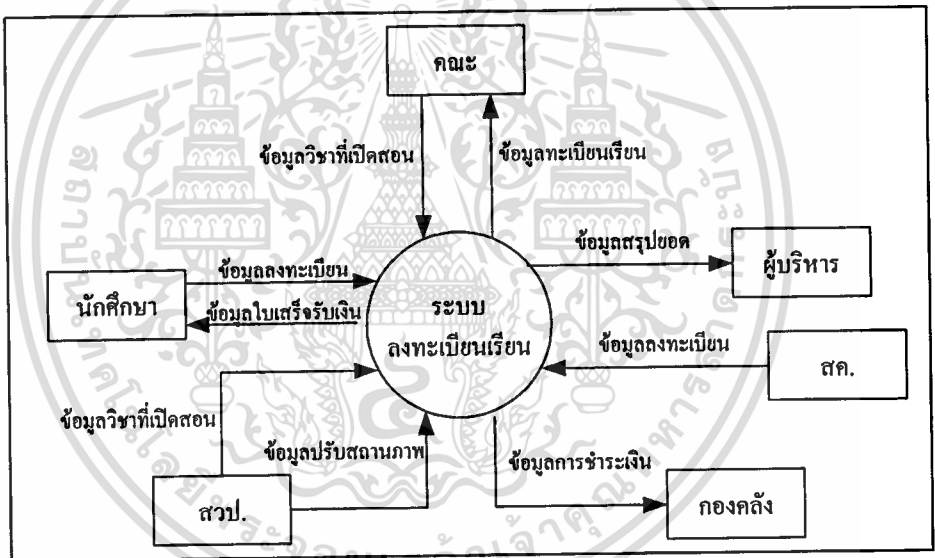 คณะ
ข้อมูลวิชาที่เปิดสอน
ข้อมูลทะเบียนเรียน
ข้อมูลสรุปยอด
ผู้บริหาร
นักศึกษา
ข้อมูลลงทะเบียน
ข้อมูลใบเสร็จรับเงิน
ระบบ
ลงทะเบียนเรียน
ข้อมูลลงทะเบียน
สค.
ข้อมูลวิชาที่เปิดสอน
ข้อมูลปรับสถานภาพ
สวป.
ข้อมูลการชำระเงิน
กองคลัง